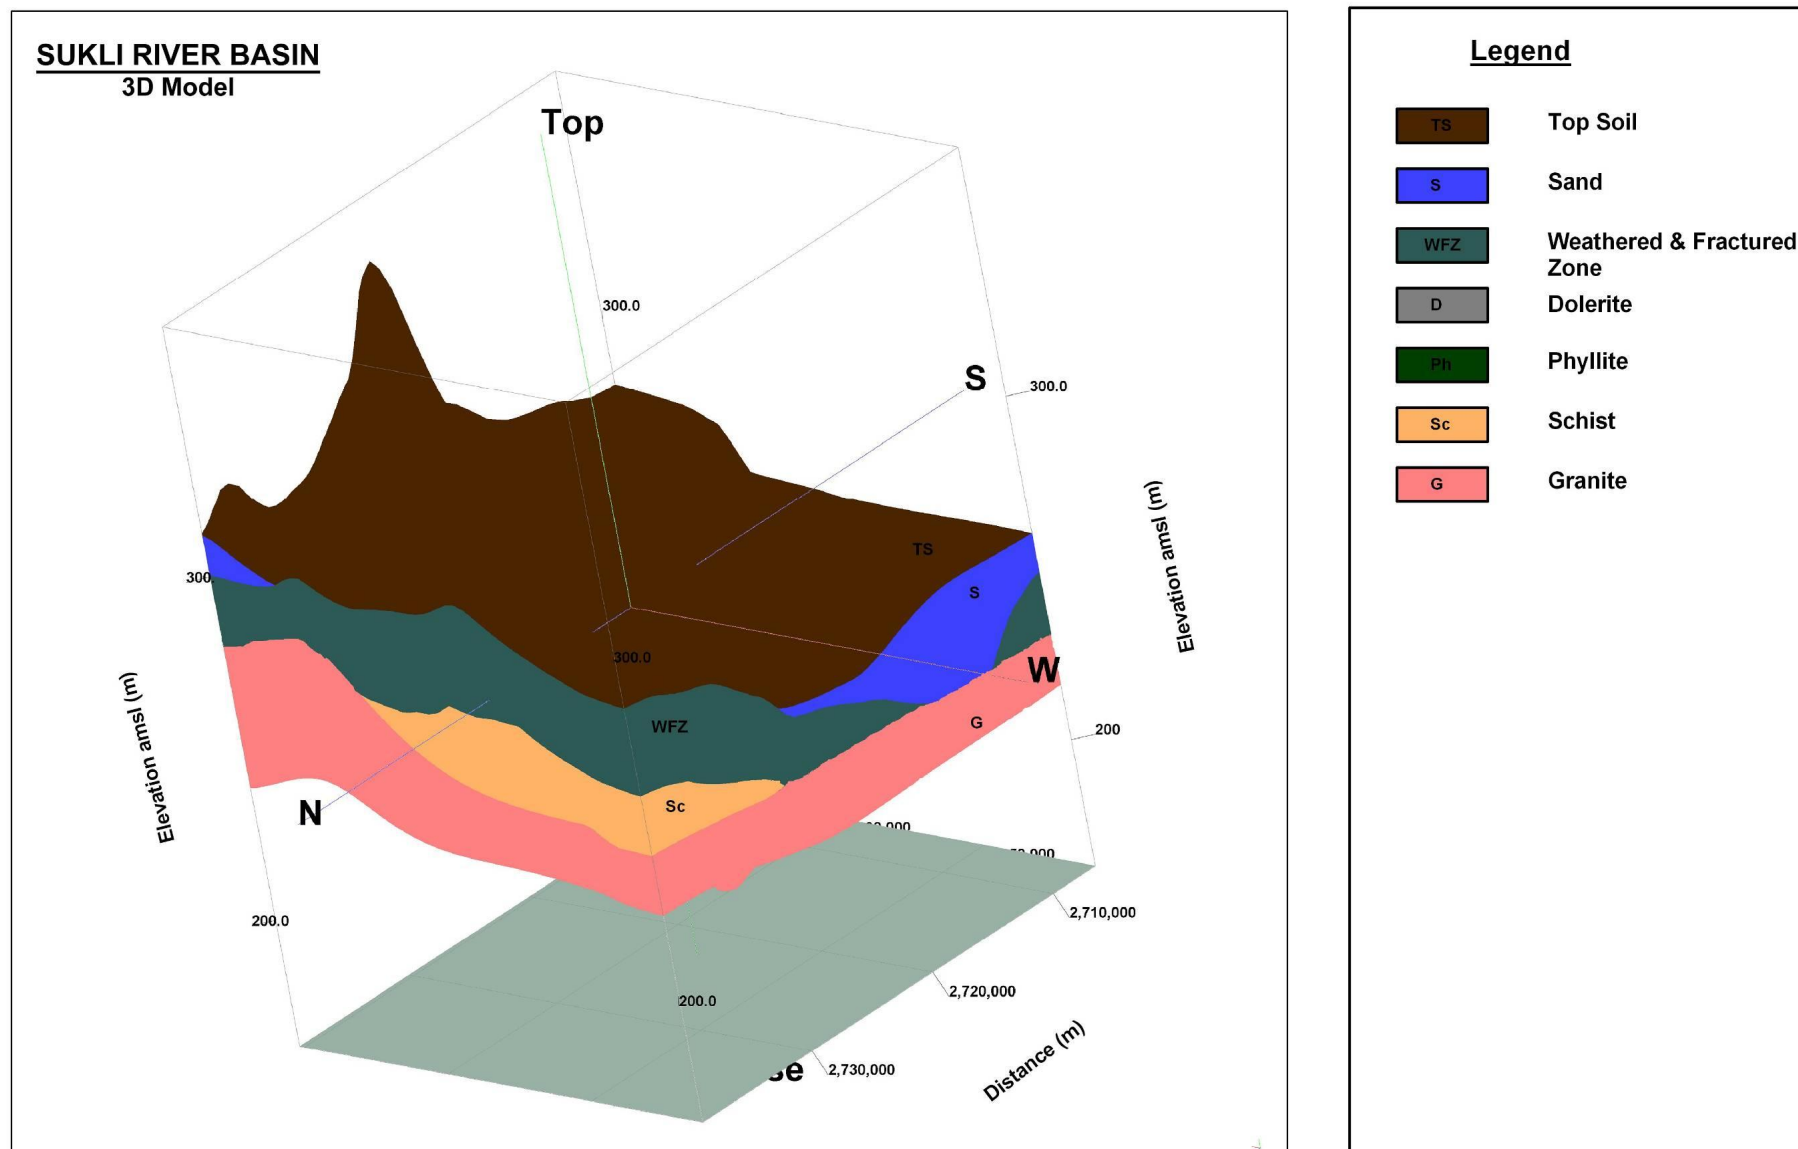 SUKLI RIVER BASIN
3D Model
Top
300.0
S
300.0
TS
S
300.
300.0
W
WFZ
G
200
Sc
N
Elevation amsl (m)
Elevation amsl (m)
200.0
200.0
2,710,000
2,720,000
2,730,000
Distance (m)
Legend
TS Top Soil
S Sand
WFZ Weathered & Fractured
Zone
D Dolerite
Ph Phyllite
Sc Schist
G Granite